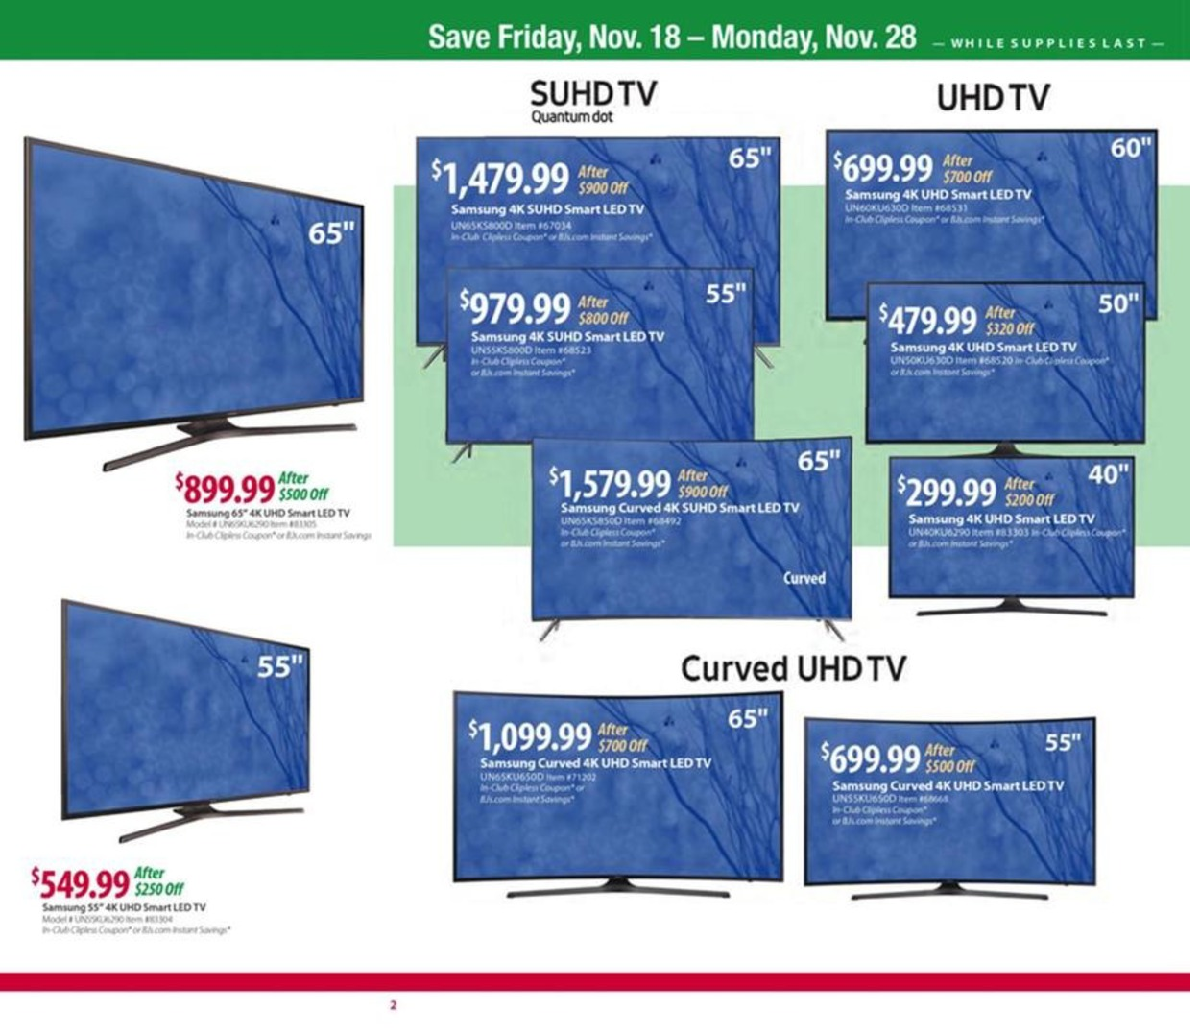 Save Friday, Nov. 18 – Monday, Nov. 28 — WHILE SUPPLIES LAST —
65"
$899.99 After $500 Off
Samsung 65" 4K UHD Smart LED TV
Model # UN65KU6290 Item #83305
In-Club Clipless Coupon* or BJs.com Instant Savings
55"
$549.99 After $250 Off
Samsung 55" 4K UHD Smart LED TV
Model # UN55KU6290 Item #83304
In-Club Clipless Coupon* or BJs.com Instant Savings*
SUHD TV
Quantum dot
65"
$1,479.99 After $900 Off
Samsung 4K SUHD Smart LED TV
UN65KS800D Item #67034
In-Club Clipless Coupon* or BJs.com Instant Savings*
55"
$979.99 After $800 Off
Samsung 4K SUHD Smart LED TV
UN55KS800D Item #68523
In-Club Clipless Coupon*
or BJs.com Instant Savings*
65"
$1,579.99 After $900 Off
Samsung Curved 4K SUHD Smart LED TV
UN65KS850D Item #68492
In-Club Clipless Coupon*
or BJs.com Instant Savings*
Curved
UHD TV
60"
$699.99 After $700 Off
Samsung 4K UHD Smart LED TV
UN60KU630D Item #68531
In-Club Clipless Coupon* or BJs.com Instant Savings*
50"
$479.99 After $320 Off
Samsung 4K UHD Smart LED TV
UN50KU630D Item #68520 In-Club Clipless Coupon*
or BJs.com Instant Savings*
40"
$299.99 After $200 Off
Samsung 4K UHD Smart LED TV
UN40KU6290 Item #83303 In-Club Clipless Coupon*
or BJs.com Instant Savings*
Curved UHD TV
65"
$1,099.99 After $700 Off
Samsung Curved 4K UHD Smart LED TV
UN65KU650D Item #71202
In-Club Clipless Coupon* or
BJs.com Instant Savings*
55"
$699.99 After $500 Off
Samsung Curved 4K UHD Smart LED TV
UN55KU650D Item #68668
In-Club Clipless Coupon*
or BJs.com Instant Savings*
2